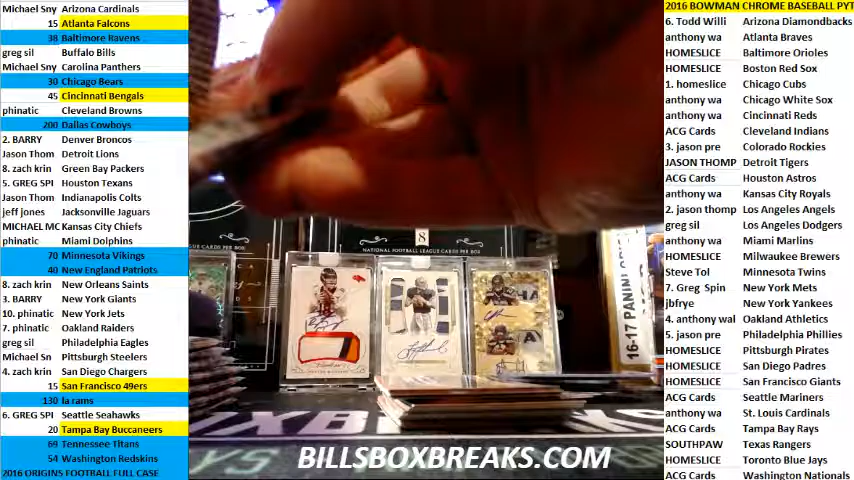 Michael Sny Arizona Cardinals
15 Atlanta Falcons
38 Baltimore Ravens
greg sil Buffalo Bills
Michael Sny Carolina Panthers
30 Chicago Bears
45 Cincinnati Bengals
phinatic Cleveland Browns
200 Dallas Cowboys
2. BARRY Denver Broncos
Jason Thom Detroit Lions
8. zach krin Green Bay Packers
5. GREG SPI Houston Texans
Jason Thom Indianapolis Colts
jeff jones Jacksonville Jaguars
MICHAEL MC Kansas City Chiefs
phinatic Miami Dolphins
70 Minnesota Vikings
40 New England Patriots
8. zach krin New Orleans Saints
3. BARRY New York Giants
10. phinatic New York Jets
7. phinatic Oakland Raiders
greg sil Philadelphia Eagles
Michael Sn Pittsburgh Steelers
4. zach krin San Diego Chargers
15 San Francisco 49ers
130 la rams
6. GREG SPI Seattle Seahawks
20 Tampa Bay Buccaneers
69 Tennessee Titans
54 Washington Redskins
2016 ORIGINS FOOTBALL FULL CASE
8
NATIONAL FOOTBALL LEAGUE CARDS PER BOX
CARDS PER BOX
16-17 PANINI
BILLSBOXBREAKS.COM
2016 BOWMAN CHROME BASEBALL PYT
6. Todd Willi Arizona Diamondbacks
anthony wa Atlanta Braves
HOMESLICE Baltimore Orioles
HOMESLICE Boston Red Sox
1. homeslice Chicago Cubs
anthony wa Chicago White Sox
anthony wa Cincinnati Reds
ACG Cards Cleveland Indians
3. jason pre Colorado Rockies
JASON THOMP Detroit Tigers
ACG Cards Houston Astros
anthony wa Kansas City Royals
2. jason thomp Los Angeles Angels
greg sil Los Angeles Dodgers
anthony wa Miami Marlins
HOMESLICE Milwaukee Brewers
Steve Tol Minnesota Twins
7. Greg Spin New York Mets
jbfrye New York Yankees
4. anthony wal Oakland Athletics
5. jason pre Philadelphia Phillies
HOMESLICE Pittsburgh Pirates
HOMESLICE San Diego Padres
HOMESLICE San Francisco Giants
ACG Cards Seattle Mariners
anthony wa St. Louis Cardinals
ACG Cards Tampa Bay Rays
SOUTHPAW Texas Rangers
HOMESLICE Toronto Blue Jays
ACG Cards Washington Nationals